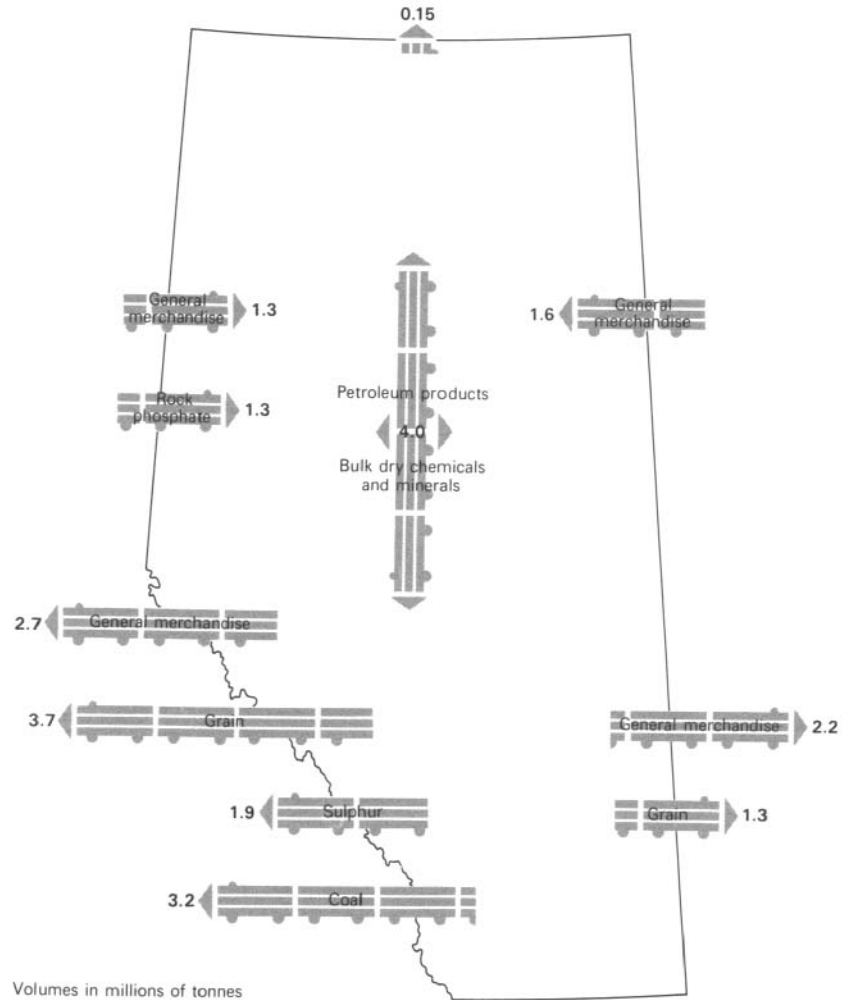 0.15
General
merchandise
1.3
1.6
General
merchandise
Rock
phosphate
1.3
Petroleum products
4.0
Bulk dry chemicals
and minerals
2.7
General merchandise
3.7
Grain
General merchandise
2.2
1.9
Sulphur
Grain
1.3
3.2
Coal
Volumes in millions of tonnes